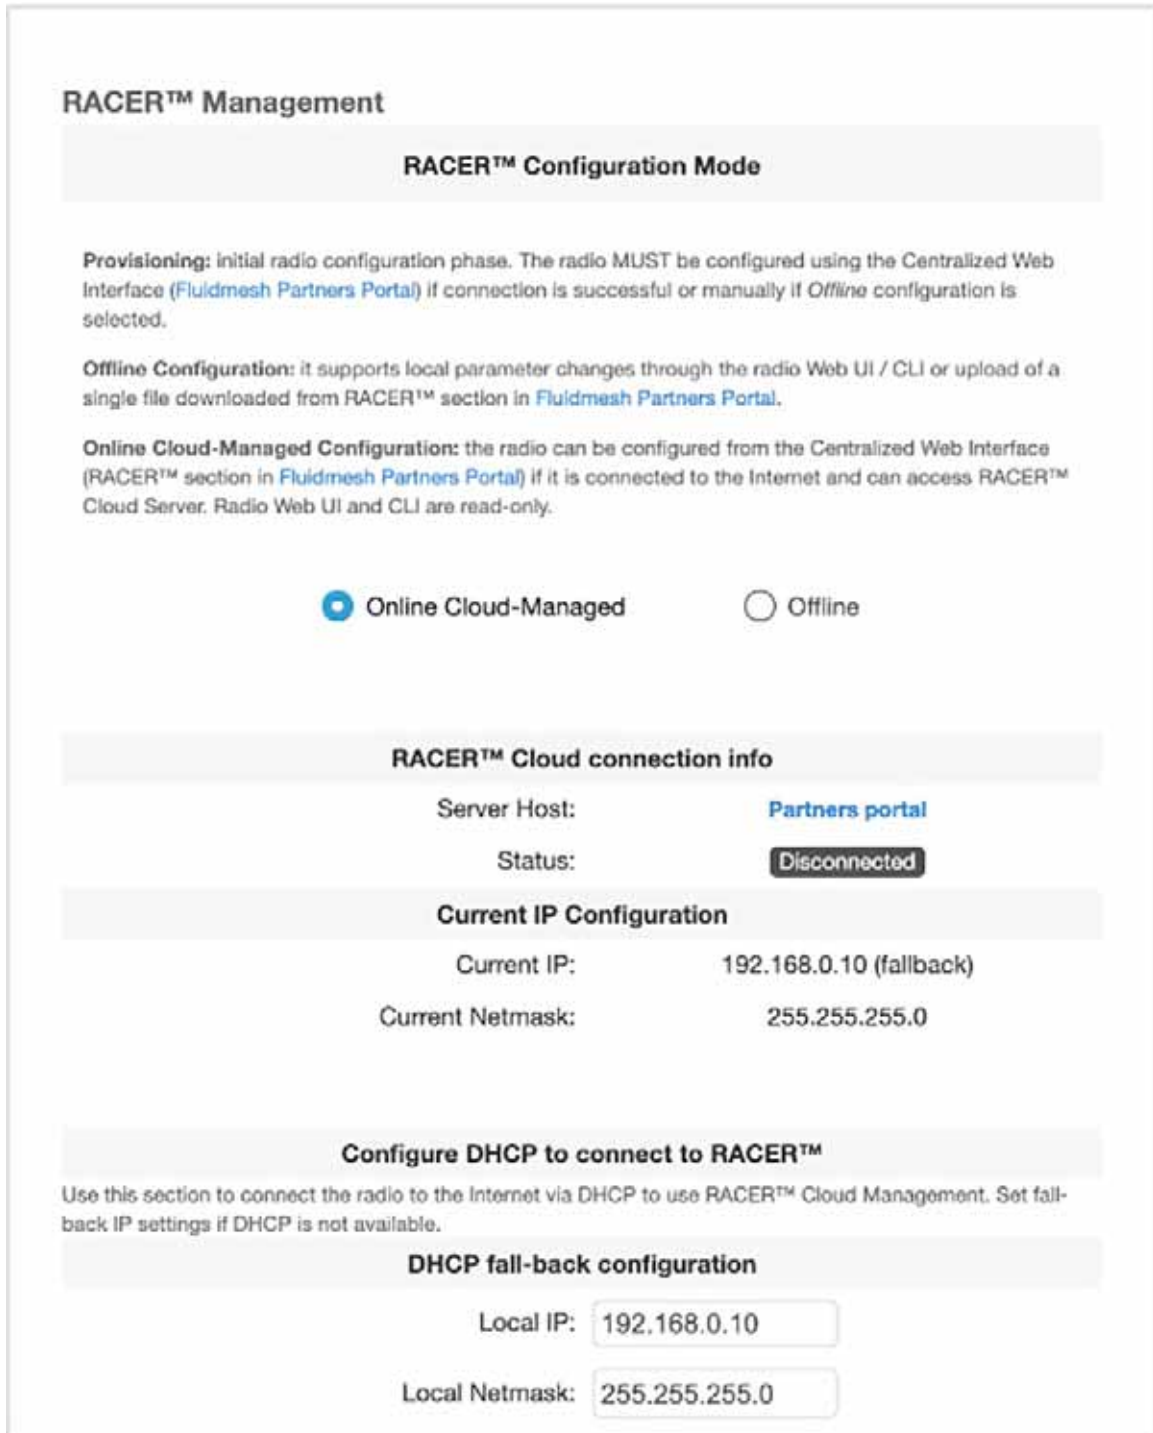 RACER™ Management
RACER™ Configuration Mode
Provisioning: initial radio configuration phase. The radio MUST be configured using the Centralized Web
Interface (Fluidmesh Partners Portal) if connection is successful or manually if Offline configuration is
selected.
Offline Configuration: it supports local parameter changes through the radio Web UI / CLI or upload of a
single file downloaded from RACER™ section in Fluidmesh Partners Portal.
Online Cloud-Managed Configuration: the radio can be configured from the Centralized Web Interface
(RACER™ section in Fluidmesh Partners Portal) if it is connected to the Internet and can access RACER™
Cloud Server. Radio Web UI and CLI are read-only.
Online Cloud-Managed Offline
RACER™ Cloud connection info
Server Host: Partners portal
Status: Disconnected
Current IP Configuration
Current IP: 192.168.0.10 (fallback)
Current Netmask: 255.255.255.0
Configure DHCP to connect to RACER™
Use this section to connect the radio to the Internet via DHCP to use RACER™ Cloud Management. Set fall-
back IP settings if DHCP is not available.
DHCP fall-back configuration
Local IP: 192.168.0.10
Local Netmask: 255.255.255.0